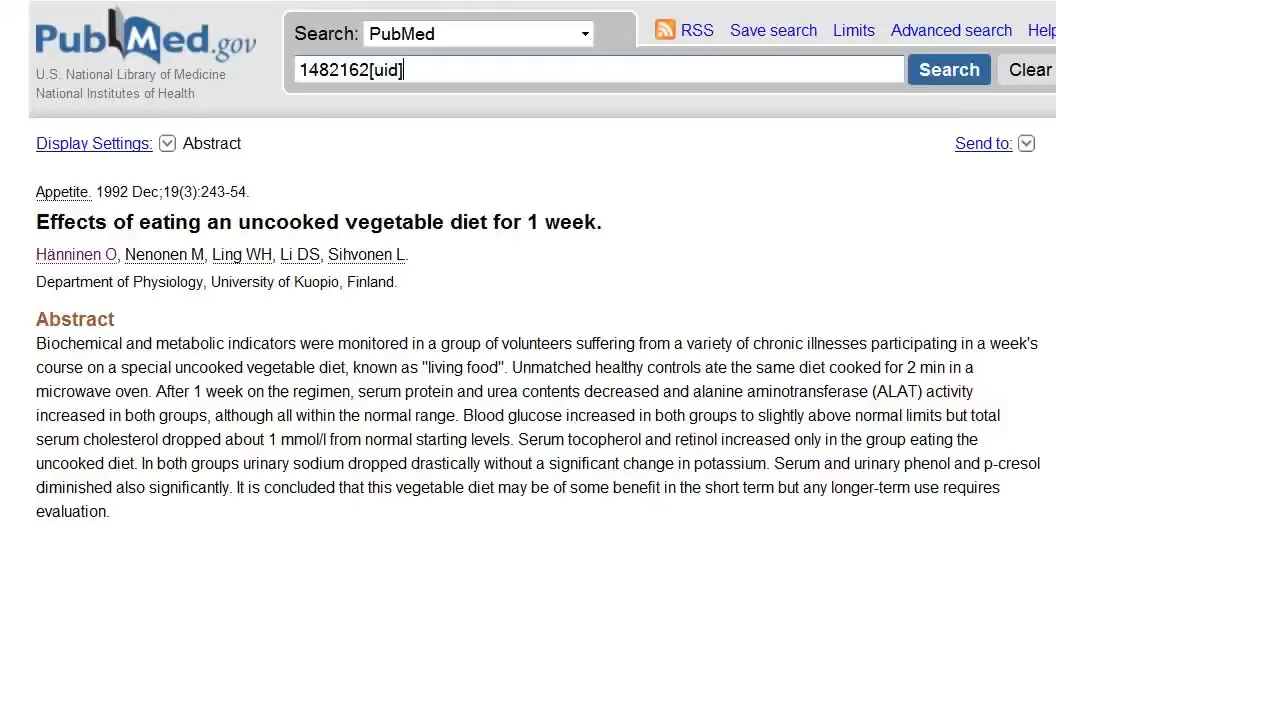 PubMed.gov
U.S. National Library of Medicine
National Institutes of Health
Search: PubMed
RSS Save search Limits Advanced search Help
1482162[uid]
Search Clear
Display Settings: Abstract
Send to:
Appetite. 1992 Dec;19(3):243-54.
Effects of eating an uncooked vegetable diet for 1 week.
Hänninen O, Nenonen M, Ling WH, Li DS, Sihvonen L.
Department of Physiology, University of Kuopio, Finland.
Abstract
Biochemical and metabolic indicators were monitored in a group of volunteers suffering from a variety of chronic illnesses participating in a week's
course on a special uncooked vegetable diet, known as "living food". Unmatched healthy controls ate the same diet cooked for 2 min in a
microwave oven. After 1 week on the regimen, serum protein and urea contents decreased and alanine aminotransferase (ALAT) activity
increased in both groups, although all within the normal range. Blood glucose increased in both groups to slightly above normal limits but total
serum cholesterol dropped about 1 mmol/l from normal starting levels. Serum tocopherol and retinol increased only in the group eating the
uncooked diet. In both groups urinary sodium dropped drastically without a significant change in potassium. Serum and urinary phenol and p-cresol
diminished also significantly. It is concluded that this vegetable diet may be of some benefit in the short term but any longer-term use requires
evaluation.